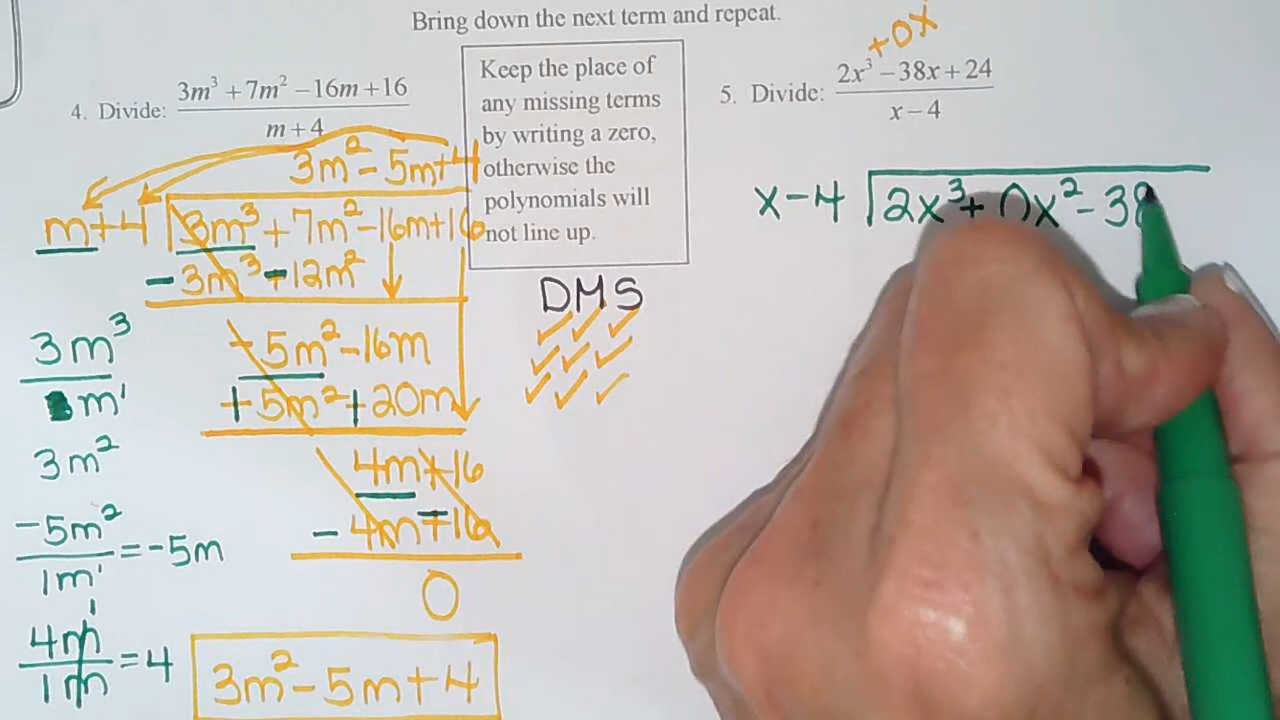 Bring down the next term and repeat.
4. Divide: 3m³ + 7m² − 16m + 16
m + 4
3m² - 5m + 4
m + 4 3m³ + 7m² - 16m + 16
- 3m³ - 12m²
- 5m² - 16m
+ 5m² + 20m
4m + 16
- 4m - 16
0
3m² - 5m + 4
3m³
m¹
3m²
-5m²
1m¹ = -5m
4m¹
1m = 4
Keep the place of
any missing terms
by writing a zero,
otherwise the
polynomials will
not line up.
DMS
+0x
5. Divide: 2x³ − 38x + 24
x − 4
x - 4 2x³ + 0x² - 38